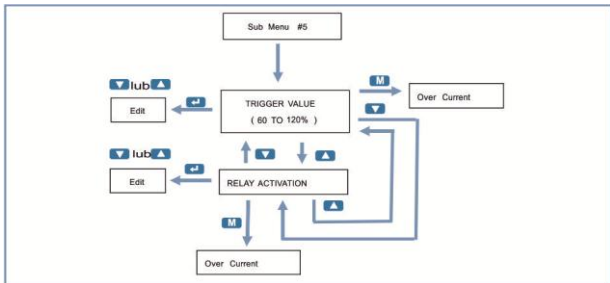 Sub Menu #5
M
lub
Over Current
Edit
TRIGGER VALUE
( 60 TO 120% )
lub
Edit
RELAY ACTIVATION
M
Over Current